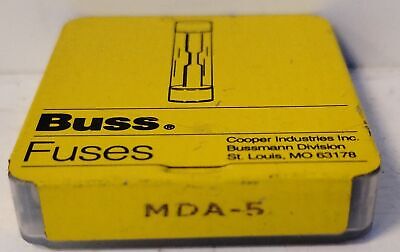 Buss®
Fuses
Cooper Industries Inc.
Bussmann Division
St. Louis, MO 63178
MDA-5